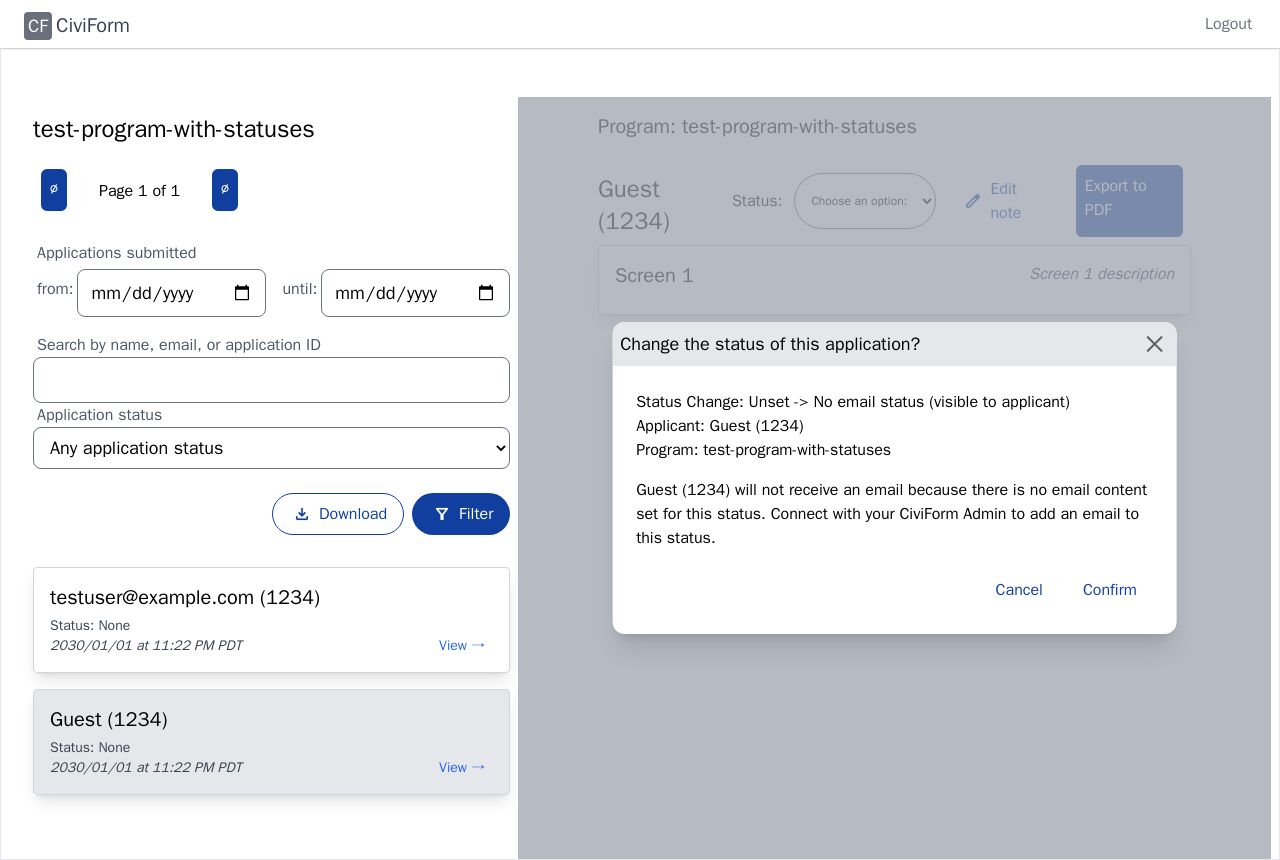 CF CiviForm
Logout
test-program-with-statuses
Page 1 of 1
Applications submitted
from: mm/dd/yyyy until: mm/dd/yyyy
Search by name, email, or application ID
Application status
Any application status
Download Filter
testuser@example.com (1234)
Status: None
2030/01/01 at 11:22 PM PDT
View →
Guest (1234)
Status: None
2030/01/01 at 11:22 PM PDT
View →
Program: test-program-with-statuses
Guest
(1234)
Status: Choose an option:
Edit
note
Export to
PDF
Screen 1
Screen 1 description
Change the status of this application?
Status Change: Unset -> No email status (visible to applicant)
Applicant: Guest (1234)
Program: test-program-with-statuses
Guest (1234) will not receive an email because there is no email content
set for this status. Connect with your CiviForm Admin to add an email to
this status.
Cancel Confirm